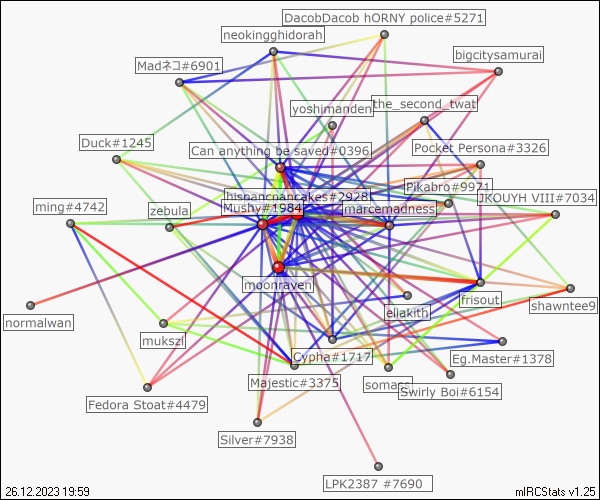 DacobDacob hORNY police#5271
neokingghidorah
bigcitysamurai
Madネコ#6901
yoshimanden
the_second_twat
Duck#1245
Can anything be saved#0396
Pocket Persona#3326
Pikabro#9971
hispanicpancakes#2928
JKOUYH VIII#7034
ming#4742
zebula
Mushy#1984
marcemadness
moonraven
frisout
shawntee9
eliakith
normalwan
mukszi
Cypha#1717
Eg.Master#1378
Majestic#3375
somass
Swirly Boi#6154
Fedora Stoat#4479
Silver#7938
LPK2387 #7690
26.12.2023 19:59
mIRCStats v1.25